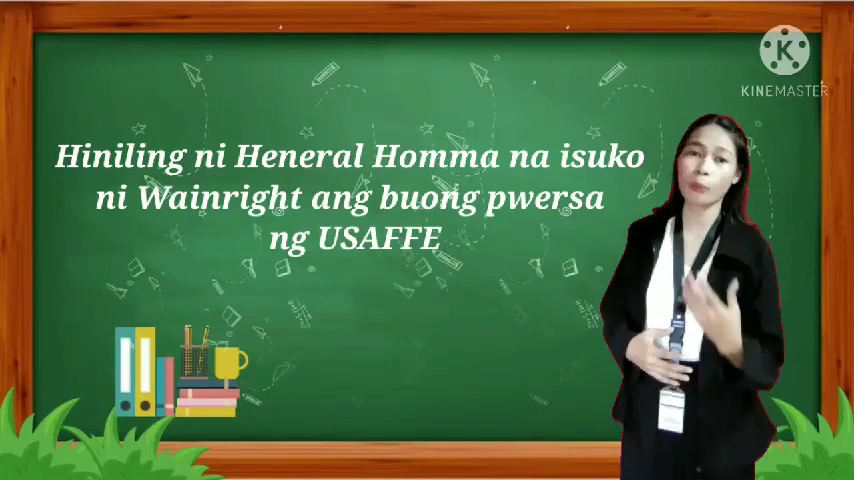 KINEMASTER
Hiniling ni Heneral Homma na isuko
ni Wainright ang buong pwersa
ng USAFFE